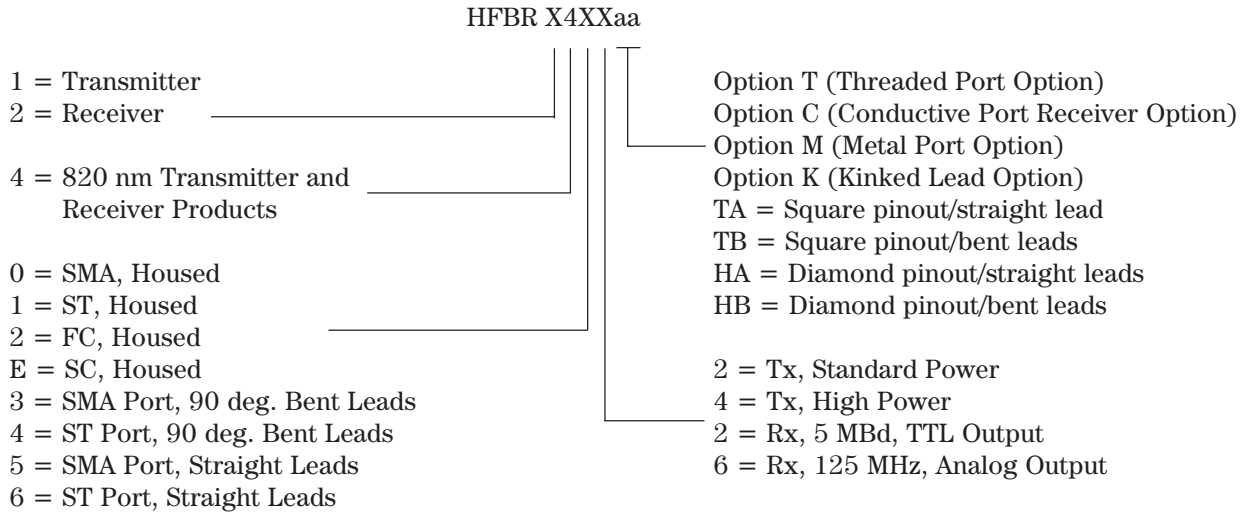 HFBR X4XXaa
1 = Transmitter
2 = Receiver
4 = 820 nm Transmitter and
Receiver Products
0 = SMA, Housed
1 = ST, Housed
2 = FC, Housed
E = SC, Housed
3 = SMA Port, 90 deg. Bent Leads
4 = ST Port, 90 deg. Bent Leads
5 = SMA Port, Straight Leads
6 = ST Port, Straight Leads
Option T (Threaded Port Option)
Option C (Conductive Port Receiver Option)
Option M (Metal Port Option)
Option K (Kinked Lead Option)
TA = Square pinout/straight lead
TB = Square pinout/bent leads
HA = Diamond pinout/straight leads
HB = Diamond pinout/bent leads
2 = Tx, Standard Power
4 = Tx, High Power
2 = Rx, 5 MBd, TTL Output
6 = Rx, 125 MHz, Analog Output